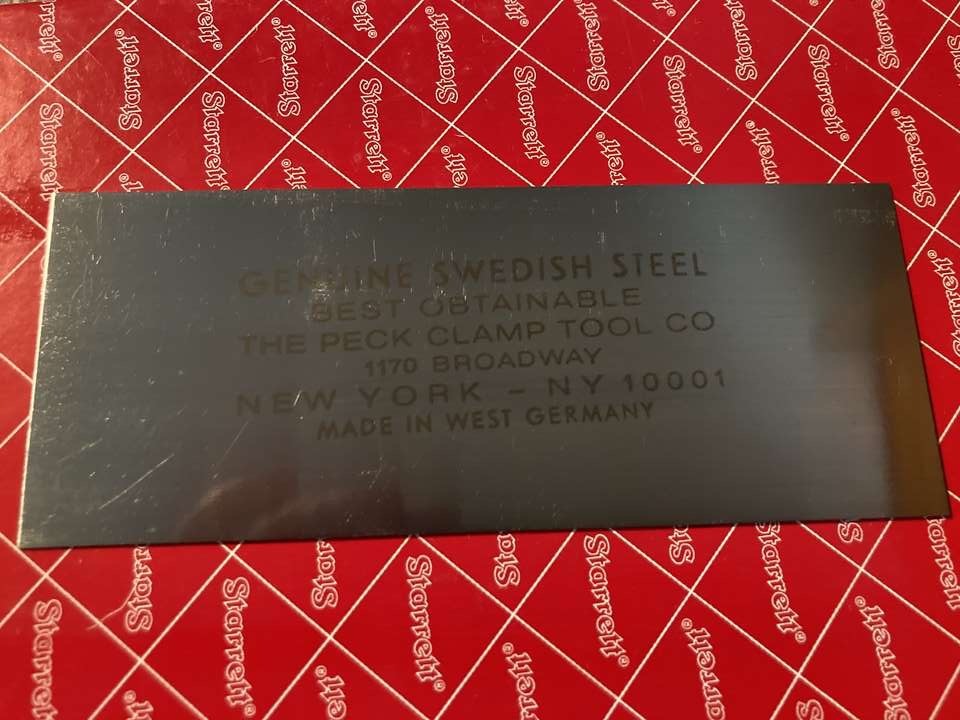 GENUINE SWEDISH STEEL
BEST OBTAINABLE
THE PECK CLAMP TOOL CO
1170 BROADWAY
NEW YORK - NY 10001
MADE IN WEST GERMANY
Starrett®